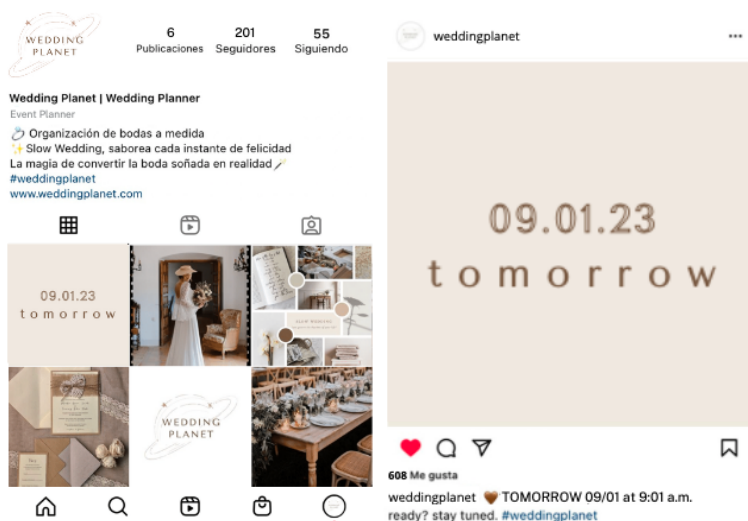 WEDDING
PLANET
6
Publicaciones
201
Seguidores
55
Siguiendo
Wedding Planet | Wedding Planner
Event Planner
💍 Organización de bodas a medida
✨Slow Wedding, saborea cada instante de felicidad
La magia de convertir la boda soñada en realidad🪄
#weddingplanet
www.weddingplanet.com
09.01.23
tomorrow
SLOW WEDDING
WEDDING
PLANET
weddingplanet
09.01.23
tomorrow
608 Me gusta
weddingplanet 🤎 TOMORROW 09/01 at 9:01 a.m.
ready? stay tuned. #weddingplanet